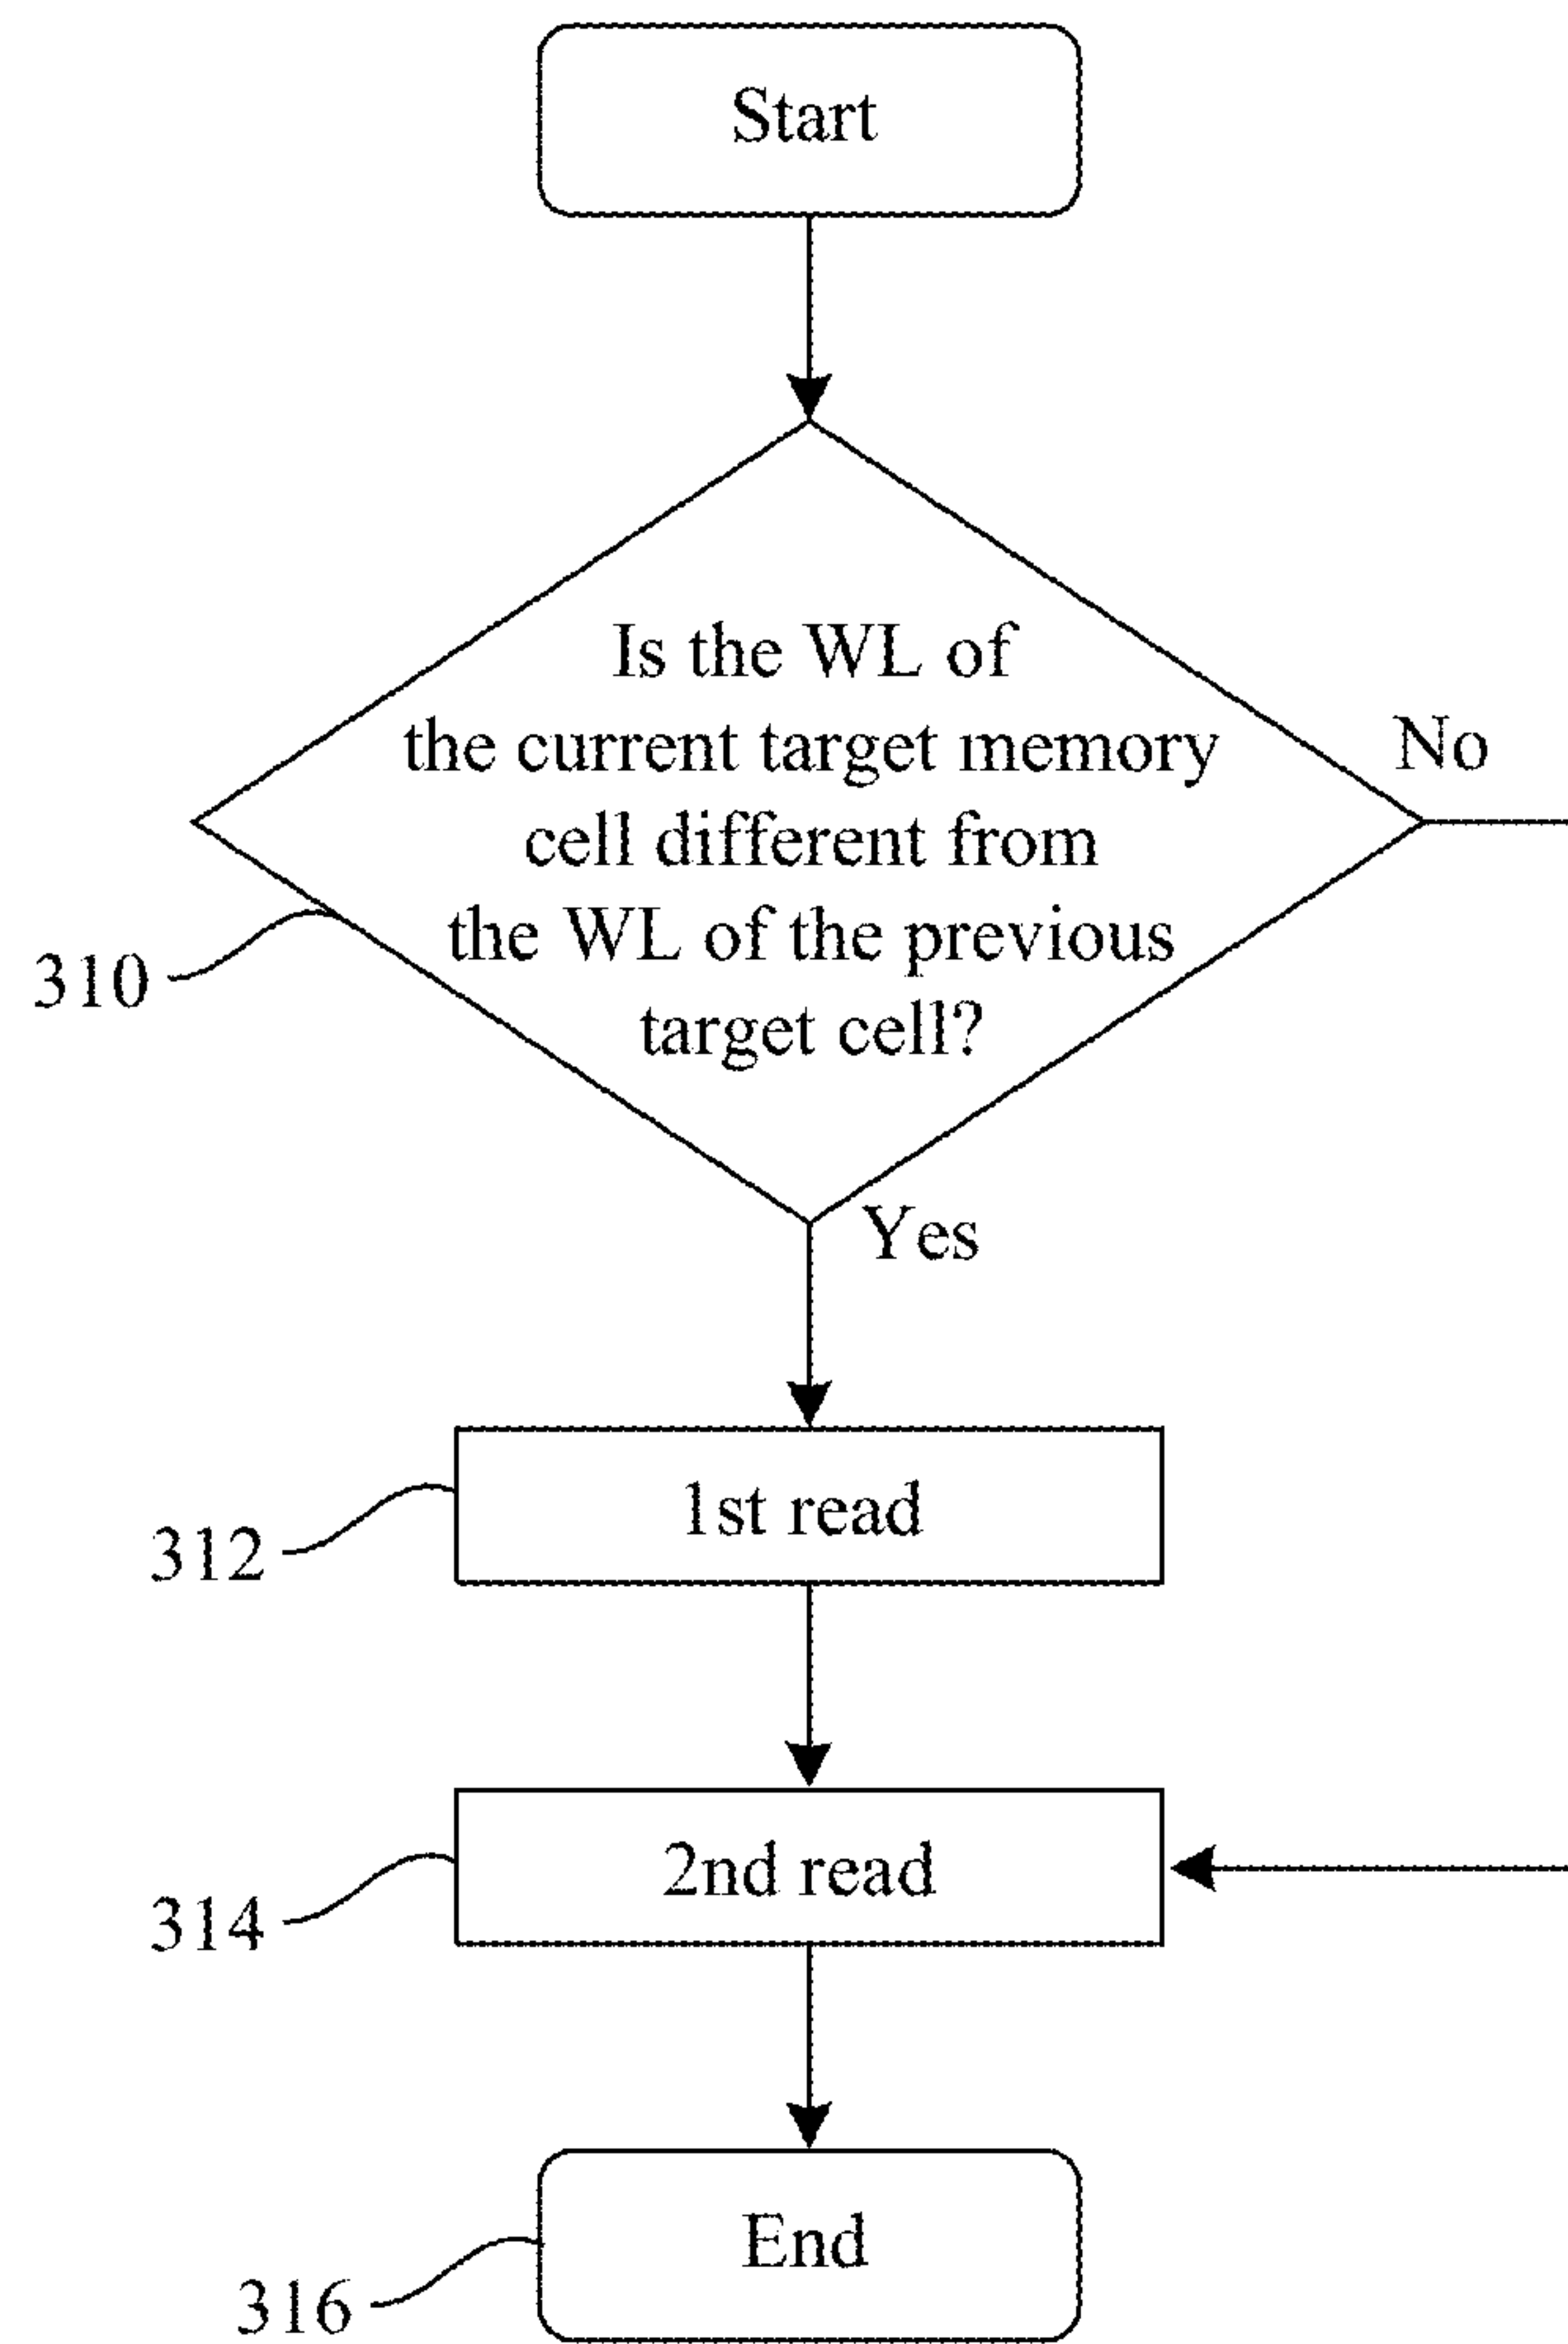 Start
Is the WL of
the current target memory
cell different from
the WL of the previous
target cell?
No
310
Yes
1st read
312
2nd read
314
End
316